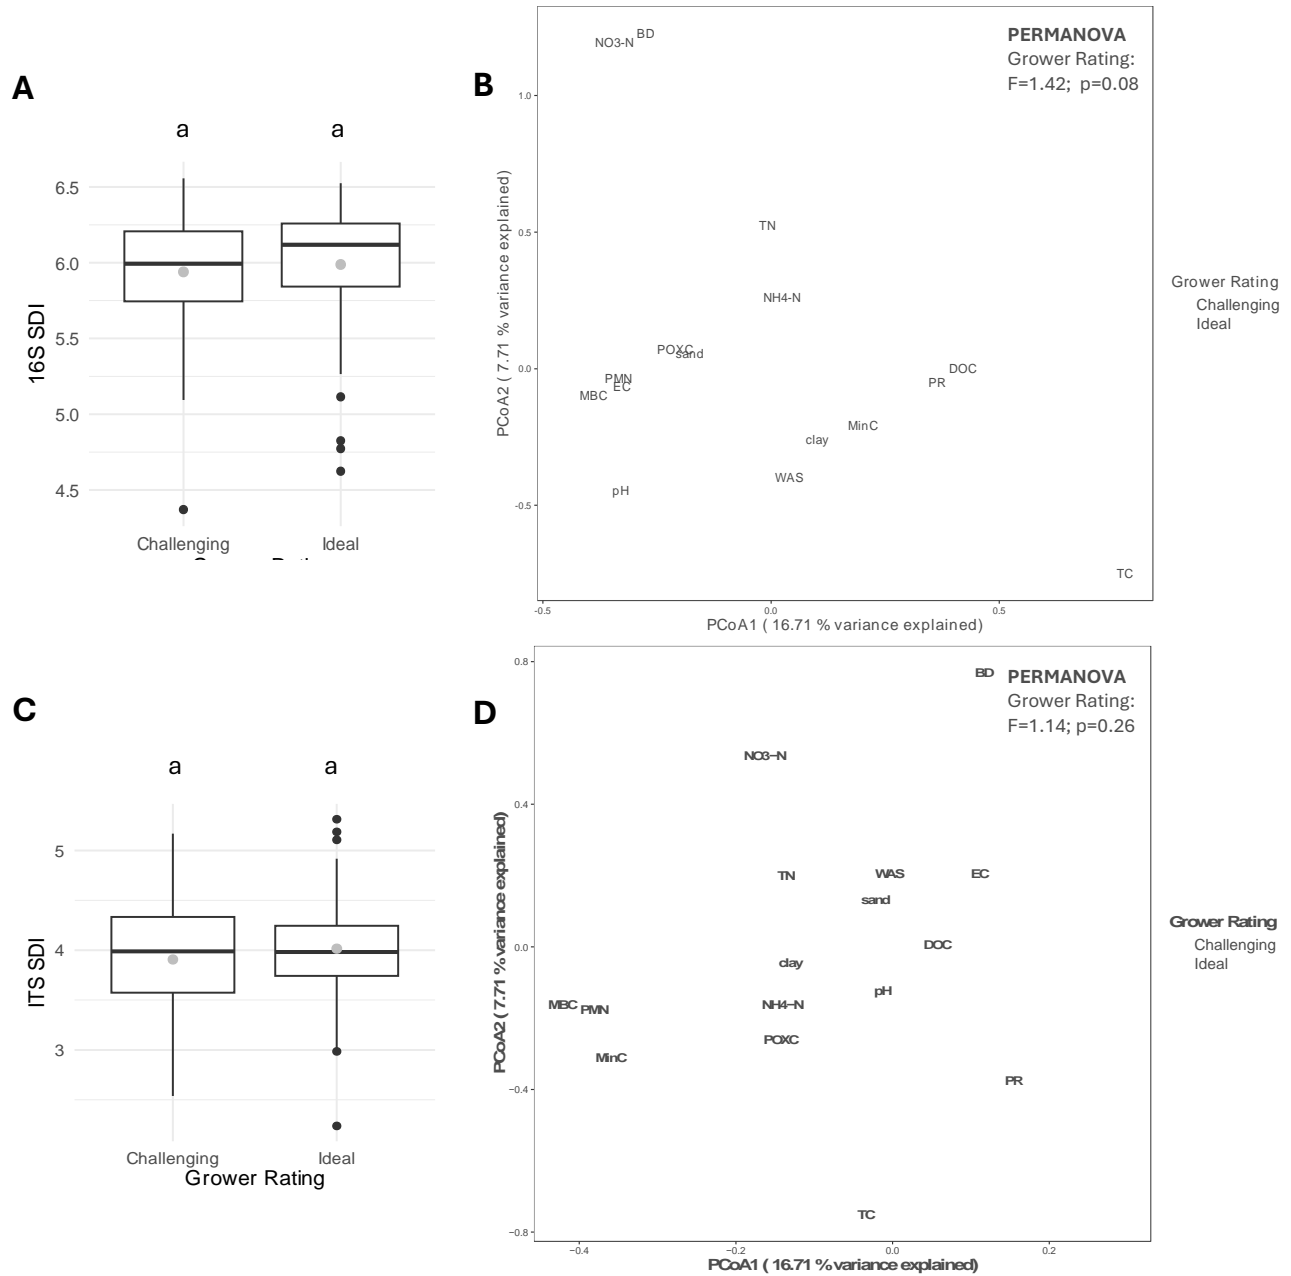 A
a a
6.5
6.0
5.5
5.0
4.5
16S SDI
Challenging Ideal
B
PERMANOVA
Grower Rating:
F=1.42; p=0.08
NO3-N BD
TN
NH4-N
POXC
sand
PMN
EC
MBC
DOC
PR
MinC
clay
WAS
pH
TC
1.0
0.5
0.0
-0.5
PCoA2 ( 7.71 % variance explained)
-0.5 0.0 0.5
PCoA1 ( 16.71 % variance explained)
Grower Rating
Challenging
Ideal
C
a a
5
4
3
ITS SDI
Challenging Ideal
Grower Rating
D
PERMANOVA
Grower Rating:
F=1.14; p=0.26
BD
NO3-N
TN
WAS
EC
sand
DOC
clay
pH
MBC
PMN
NH4-N
POXC
MinC
PR
TC
0.8
0.4
0.0
-0.4
-0.8
PCoA2 ( 7.71 % variance explained)
-0.4 -0.2 0.0 0.2
PCoA1 ( 16.71 % variance explained)
Grower Rating
Challenging
Ideal